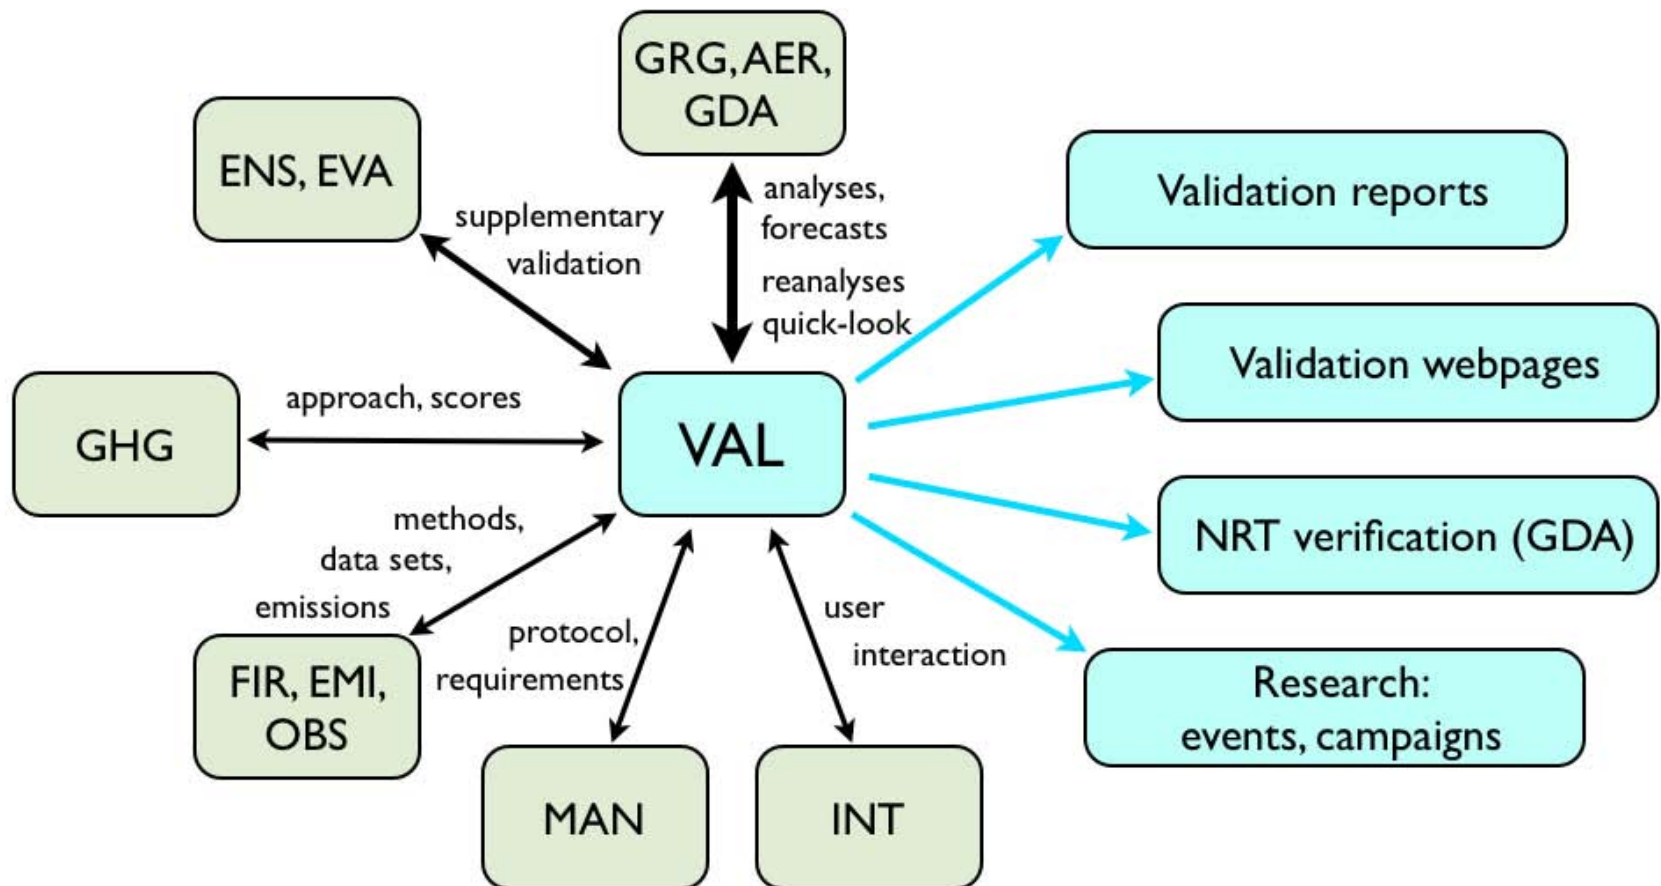 GRG, AER,
GDA
ENS, EVA
supplementary
validation
analyses,
forecasts
reanalyses
quick-look
Validation reports
Validation webpages
GHG
approach, scores
VAL
methods,
data sets,
emissions
NRT verification (GDA)
FIR, EMI,
OBS
protocol,
requirements
user
interaction
Research:
events, campaigns
MAN
INT